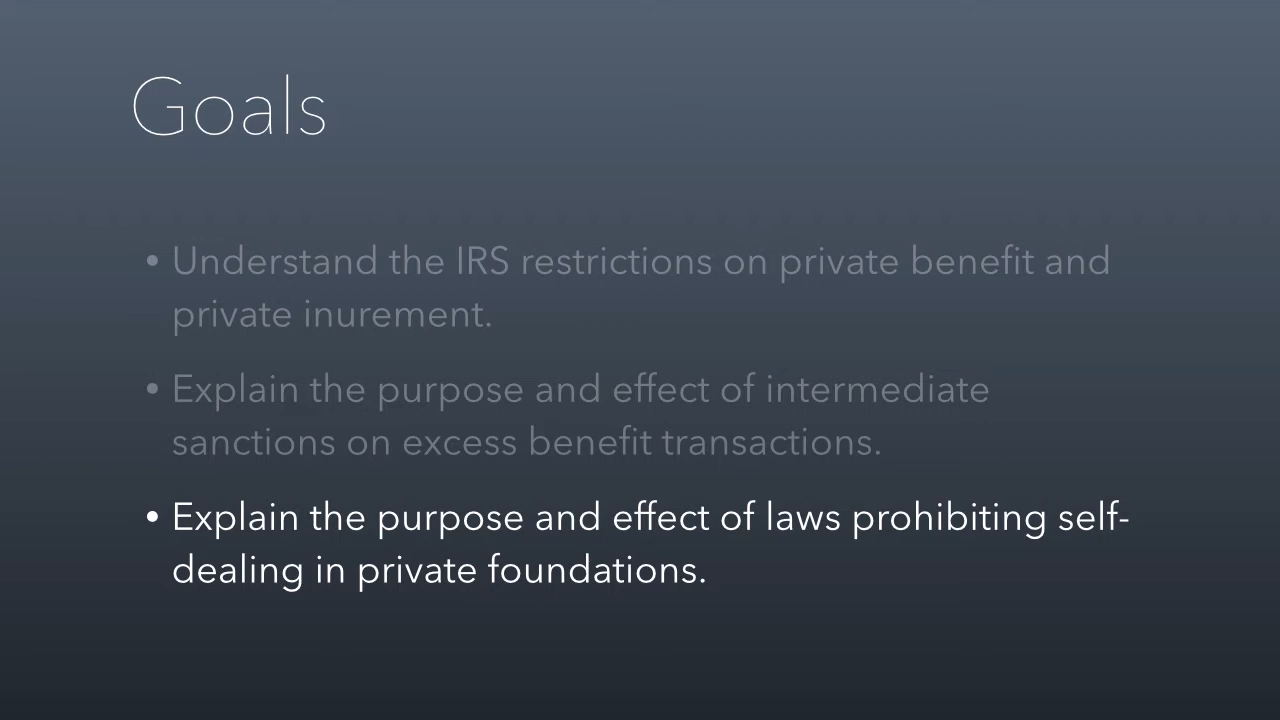 Goals
• Understand the IRS restrictions on private benefit and
private inurement.
• Explain the purpose and effect of intermediate
sanctions on excess benefit transactions.
• Explain the purpose and effect of laws prohibiting self-
dealing in private foundations.